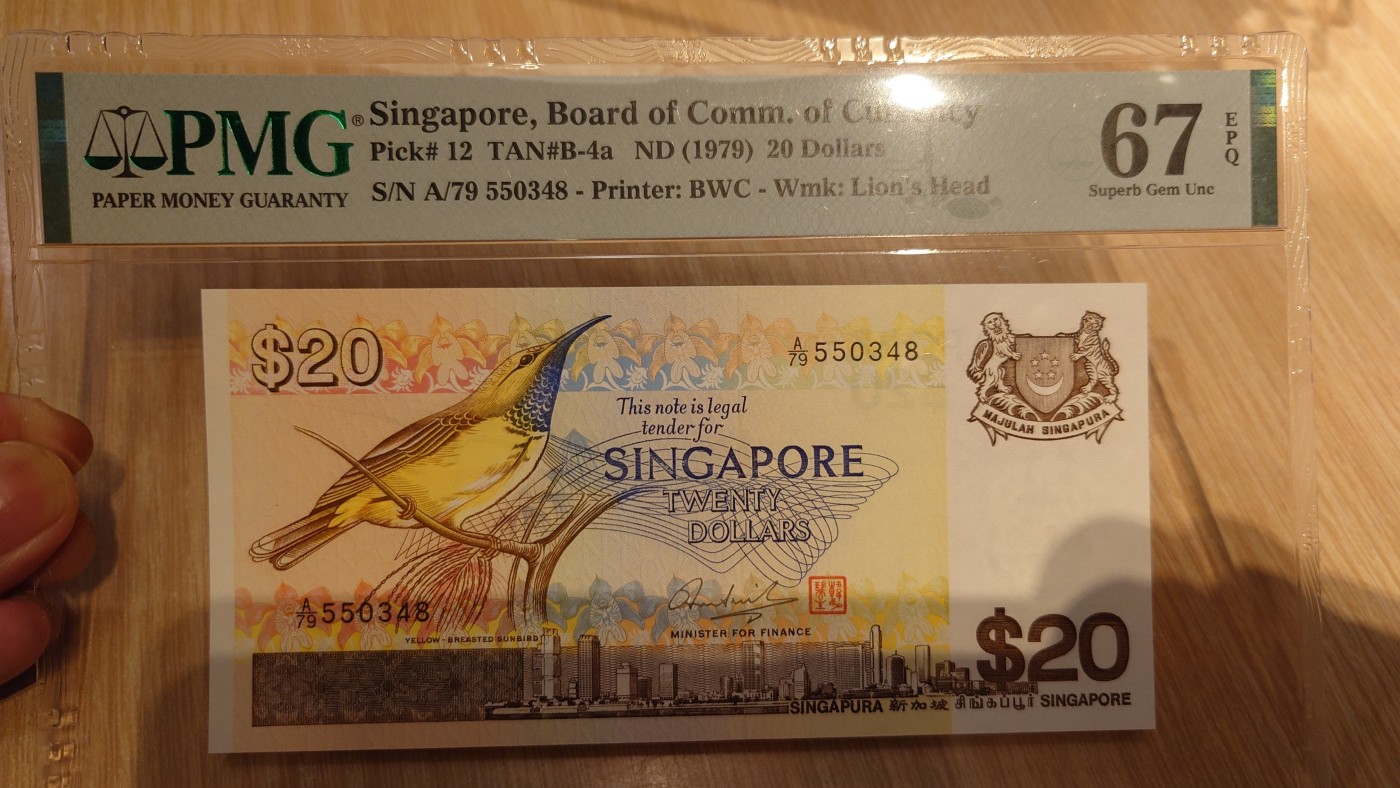 PMG®
PAPER MONEY GUARANTY
Singapore, Board of Comm. of Currency
Pick# 12 TAN#B-4a ND (1979) 20 Dollars
S/N A/79 550348 - Printer: BWC - Wmk: Lion's Head
67
EPQ
Superb Gem Unc
$20
A/79 550348
This note is legal
tender for
SINGAPORE
TWENTY
DOLLARS
MAJULAH SINGAPURA
A/79 550348
YELLOW-BREASTED SUNBIRD
MINISTER FOR FINANCE
$20
SINGAPURA 新加坡 சிங்கப்பூர் SINGAPORE